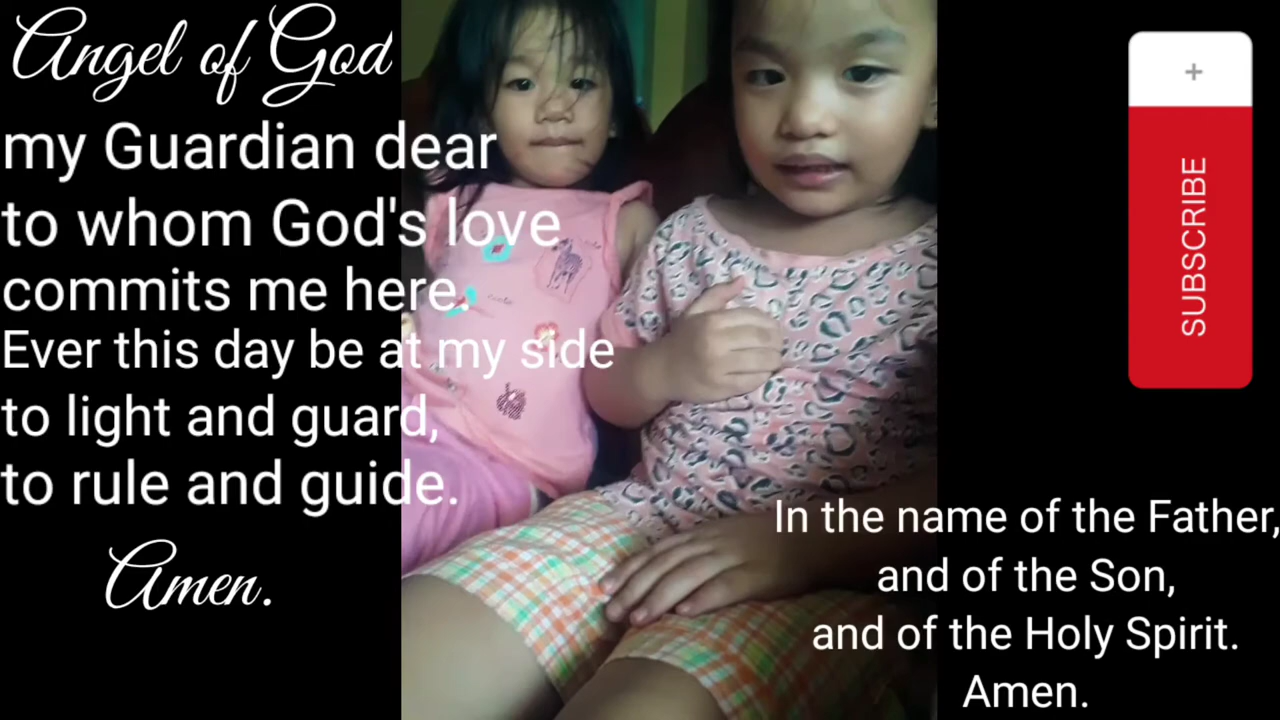 Angel of God
my Guardian dear
to whom God's love
commits me here.
Ever this day be at my side
to light and guard,
to rule and guide.
Amen.
In the name of the Father,
and of the Son,
and of the Holy Spirit.
Amen.
+
SUBSCRIBE